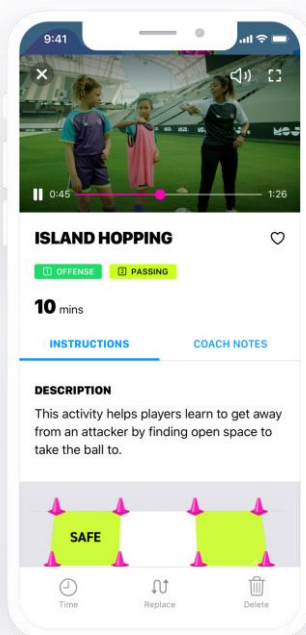 9:41
0:45
1:26
ISLAND HOPPING
1 OFFENSE
2 PASSING
10 mins
INSTRUCTIONS
COACH NOTES
DESCRIPTION
This activity helps players learn to get away
from an attacker by finding open space to
take the ball to.
SAFE
Time
Replace
Delete